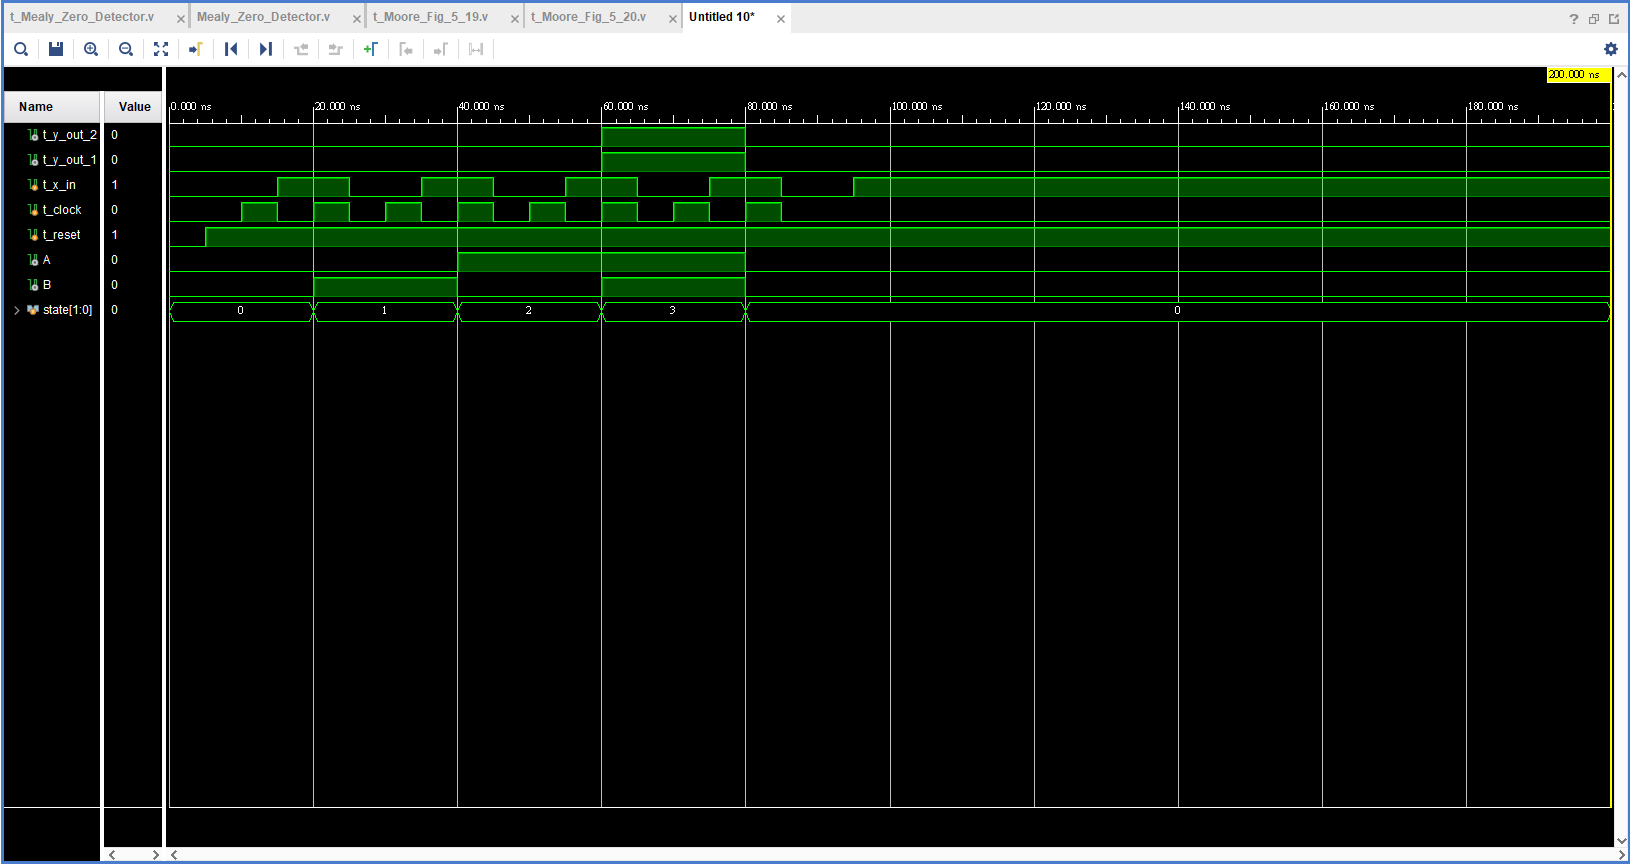 t_Mealy_Zero_Detector.v Mealy_Zero_Detector.v t_Moore_Fig_5_19.v t_Moore_Fig_5_20.v Untitled 10*
200.000 ns
Name Value 0.000 ns 20.000 ns 40.000 ns 60.000 ns 80.000 ns 100.000 ns 120.000 ns 140.000 ns 160.000 ns 180.000 ns
t_y_out_2 0
t_y_out_1 0
t_x_in 1
t_clock 0
t_reset 1
A 0
B 0
state[1:0] 0 0 1 2 3 0